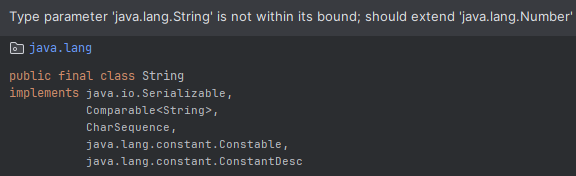 Type parameter 'java.lang.String' is not within its bound; should extend 'java.lang.Number'
java.lang
public final class String
implements java.io.Serializable,
Comparable<String>,
CharSequence,
java.lang.constant.Constable,
java.lang.constant.ConstantDesc